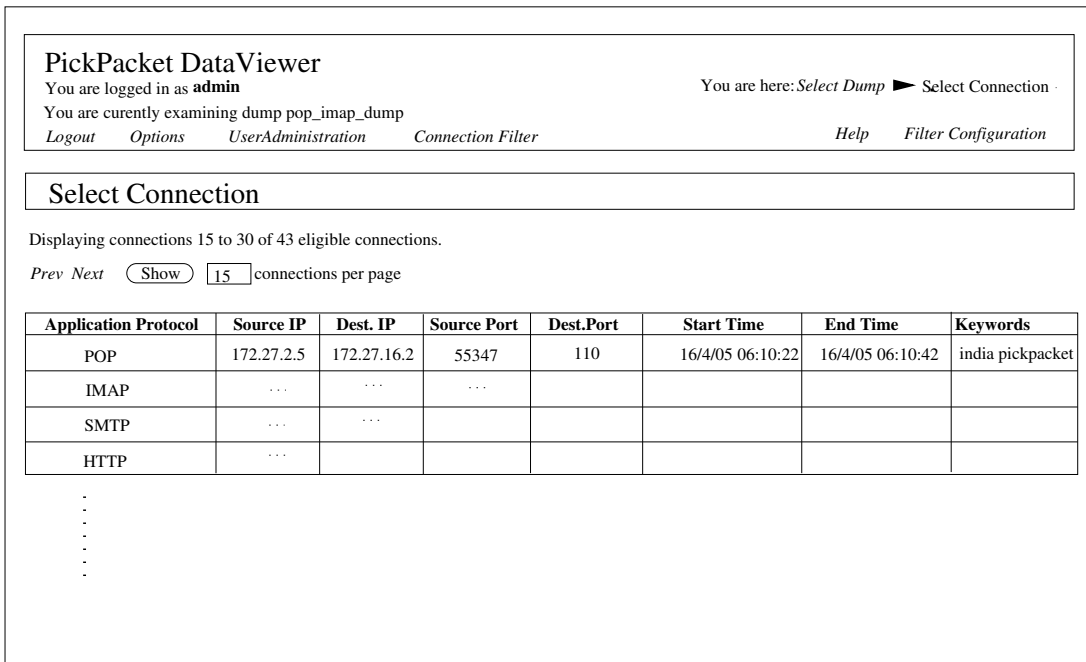 PickPacket DataViewer
You are logged in as admin
You are here: Select Dump ► Select Connection
You are curently examining dump pop_imap_dump
Logout Options UserAdministration Connection Filter Help Filter Configuration
Select Connection
Displaying connections 15 to 30 of 43 eligible connections.
Prev Next Show 15 connections per page
Application Protocol Source IP Dest. IP Source Port Dest.Port Start Time End Time Keywords
POP 172.27.2.5 172.27.16.2 55347 110 16/4/05 06:10:22 16/4/05 06:10:42 india pickpacket
IMAP . . . . . . . . .
SMTP . . . . . .
HTTP . . .